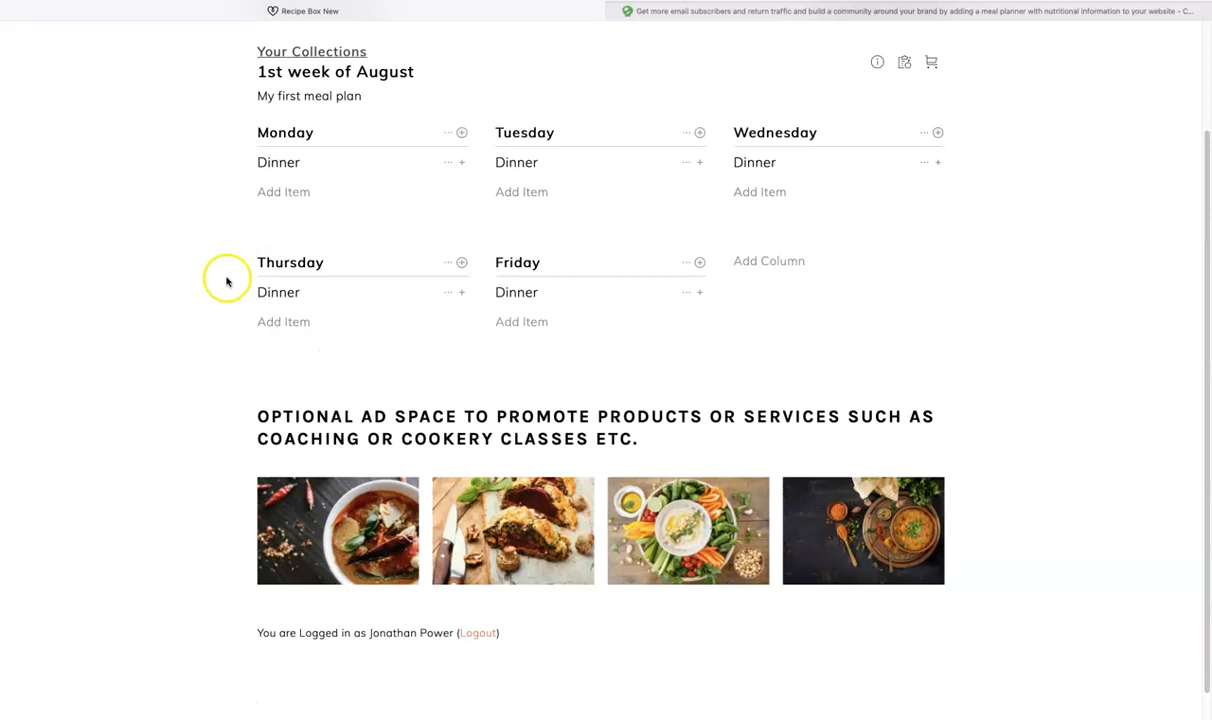 Recipe Box New
Get more email subscribers and return traffic and build a community around your brand by adding a meal planner with nutritional information to your website - C...
Your Collections
1st week of August
My first meal plan
Monday
Tuesday
Wednesday
Dinner
Dinner
Dinner
Add Item
Add Item
Add Item
Thursday
Friday
Add Column
Dinner
Dinner
Add Item
Add Item
OPTIONAL AD SPACE TO PROMOTE PRODUCTS OR SERVICES SUCH AS
COACHING OR COOKERY CLASSES ETC.
You are Logged in as Jonathan Power (Logout)